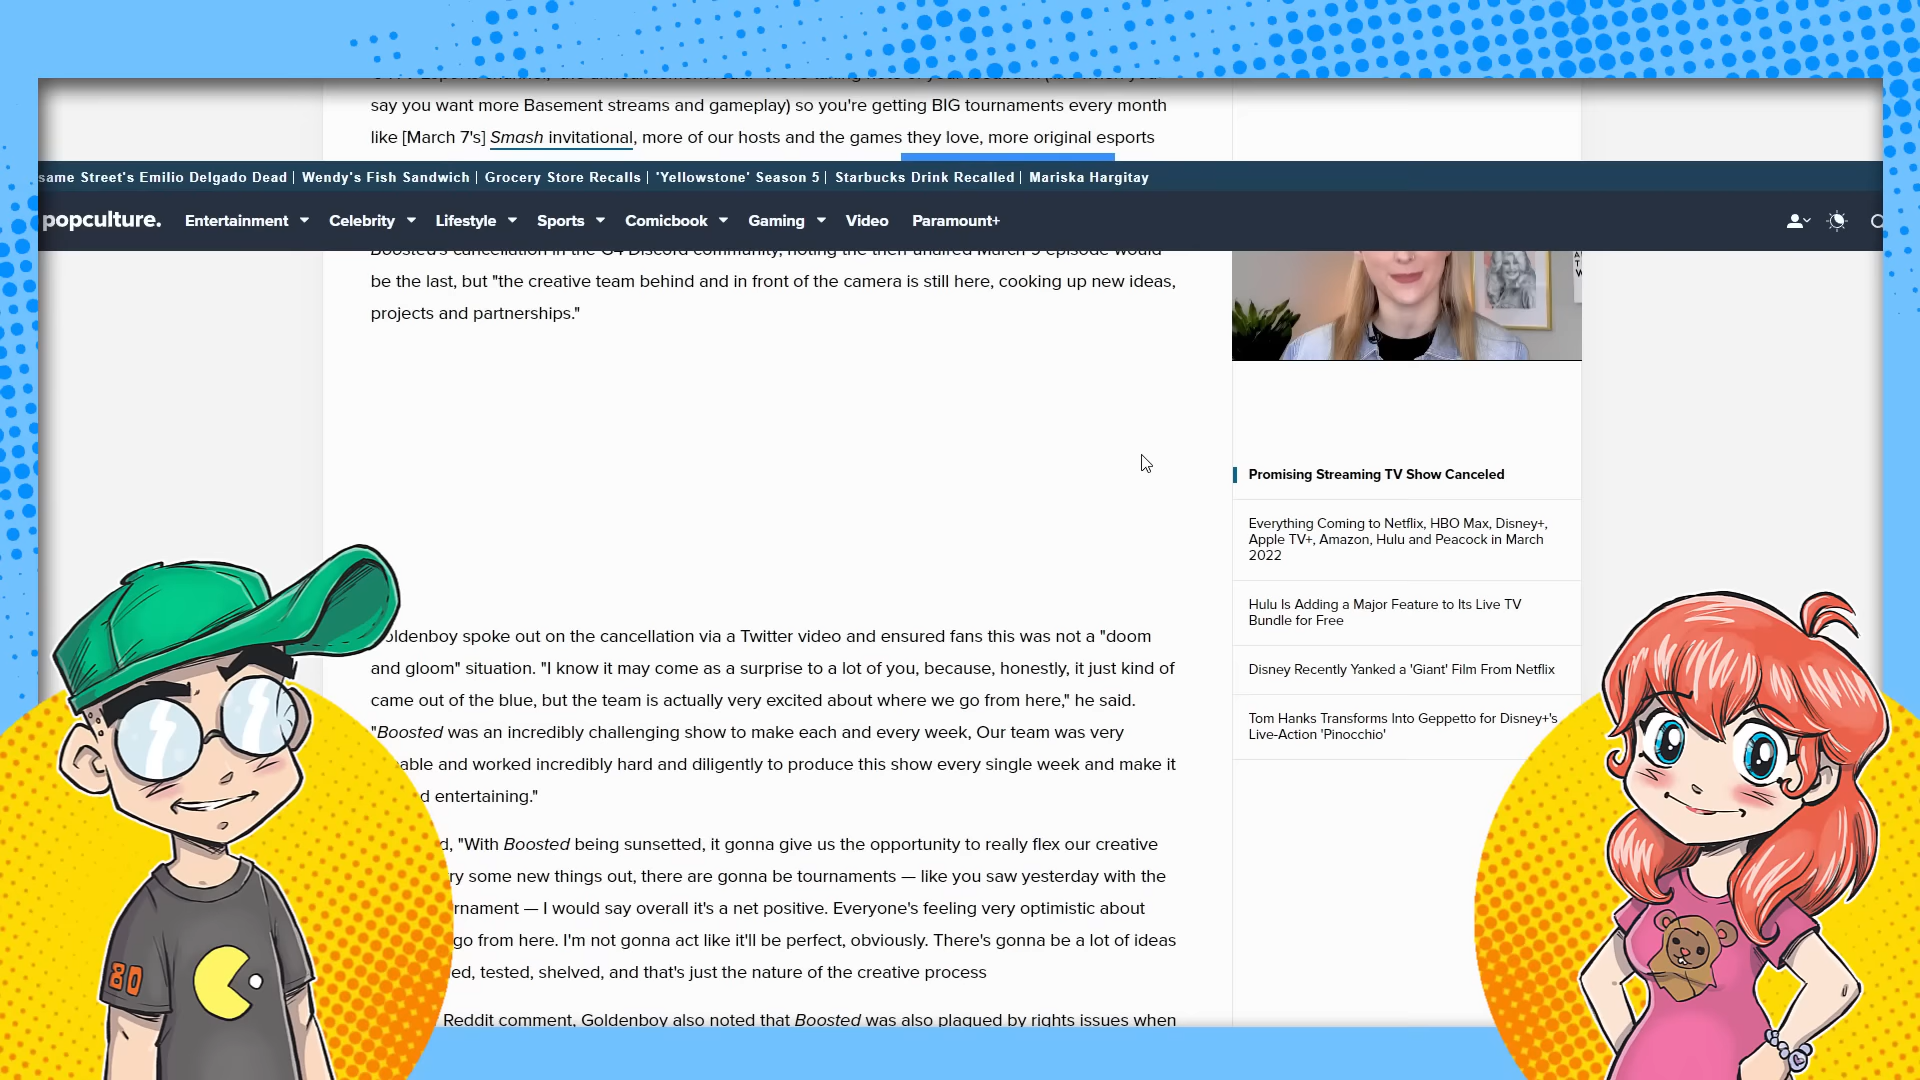 say you want more Basement streams and gameplay) so you're getting BIG tournaments every month
like [March 7's] Smash invitational, more of our hosts and the games they love, more original esports
same Street's Emilio Delgado Dead | Wendy's Fish Sandwich | Grocery Store Recalls | 'Yellowstone' Season 5 | Starbucks Drink Recalled | Mariska Hargitay
popculture. Entertainment Celebrity Lifestyle Sports Comicbook Gaming Video Paramount+
be the last, but "the creative team behind and in front of the camera is still here, cooking up new ideas,
projects and partnerships."
Promising Streaming TV Show Canceled
Everything Coming to Netflix, HBO Max, Disney+,
Apple TV+, Amazon, Hulu and Peacock in March
2022
Hulu Is Adding a Major Feature to Its Live TV
Bundle for Free
Disney Recently Yanked a 'Giant' Film From Netflix
Tom Hanks Transforms Into Geppetto for Disney+'s
Live-Action 'Pinocchio'
oldenboy spoke out on the cancellation via a Twitter video and ensured fans this was not a "doom
and gloom" situation. "I know it may come as a surprise to a lot of you, because, honestly, it just kind of
came out of the blue, but the team is actually very excited about where we go from here," he said.
"Boosted was an incredibly challenging show to make each and every week, Our team was very
able and worked incredibly hard and diligently to produce this show every single week and make it
d entertaining."
d, "With Boosted being sunsetted, it gonna give us the opportunity to really flex our creative
ry some new things out, there are gonna be tournaments — like you saw yesterday with the
rnament — I would say overall it's a net positive. Everyone's feeling very optimistic about
go from here. I'm not gonna act like it'll be perfect, obviously. There's gonna be a lot of ideas
ed, tested, shelved, and that's just the nature of the creative process
Reddit comment, Goldenboy also noted that Boosted was also plagued by rights issues when
80